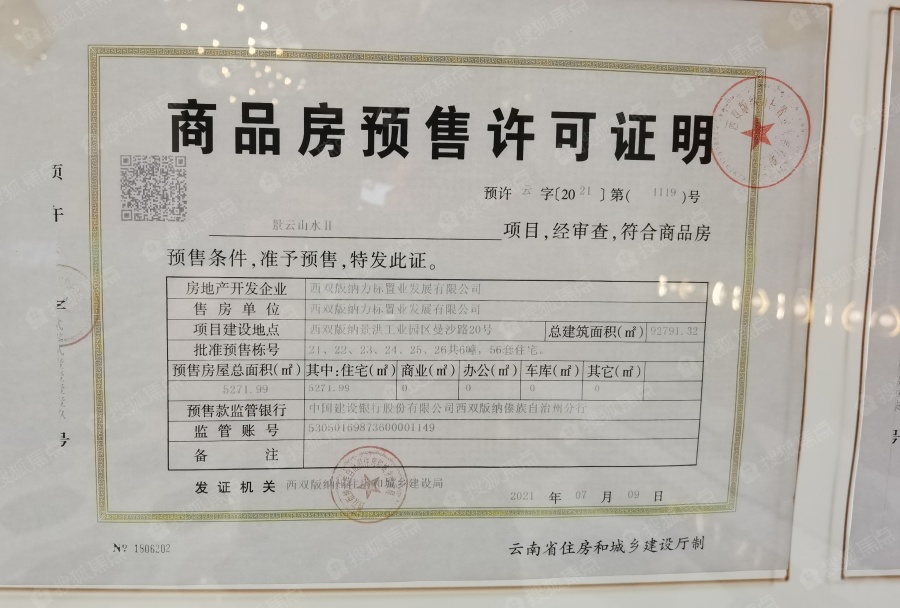 商品房预售许可证明
预许 云 字〔20 21 〕第( 1119 )号
景云山水II 项目,经审查,符合商品房
预售条件,准予预售,特发此证。
房地产开发企业 西双版纳力标置业发展有限公司
售房单位 西双版纳力标置业发展有限公司
项目建设地点 西双版纳景洪工业园区曼沙路20号 总建筑面积(㎡) 92791.32
批准预售栋号 21、22、23、24、25、26共6幢,56套住宅。
预售房屋总面积(㎡) 其中:住宅(㎡) 商业(㎡) 办公(㎡) 车库(㎡) 其它(㎡)
5271.99 5271.99 0 0 0 0
预售款监管银行 中国建设银行股份有限公司西双版纳傣族自治州分行
监管账号 53050169873600001149
备注
发证机关 西双版纳州住房和城乡建设局
2021 年 07 月 09 日
№ 1806202
云南省住房和城乡建设厅制
号